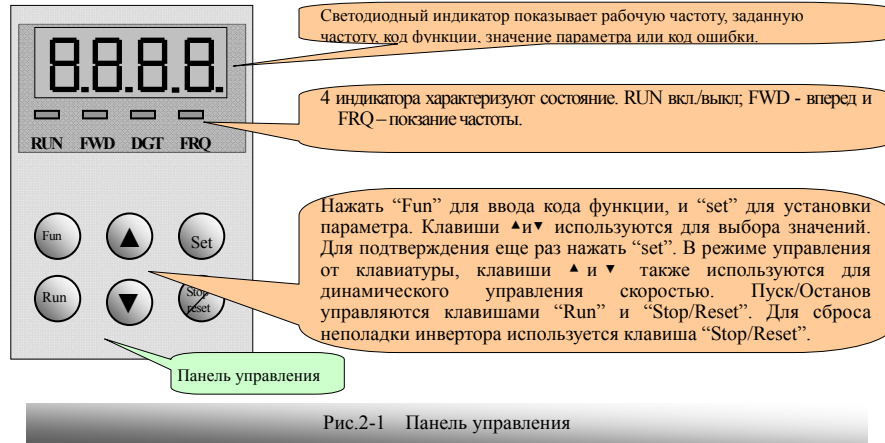 Светодиодный индикатор показывает рабочую частоту, заданную
частоту, код функции, значение параметра или код ошибки.
8.8.8.8.
4 индикатора характеризуют состояние. RUN вкл./выкл; FWD - вперед и
FRQ – покзание частоты.
RUN FWD DGT FRQ
Нажать “Fun” для ввода кода функции, и “set” для установки
параметра. Клавиши ▲и▼ используются для выбора значений.
Для подтверждения еще раз нажать “set”. В режиме управления
от клавиатуры, клавиши ▲ и ▼ также используются для
динамического управления скоростью. Пуск/Останов
управляются клавишами “Run” и “Stop/Reset”. Для сброса
неполадки инвертора используется клавиша “Stop/Reset”.
Fun ▲ Set
Run ▼ Stop
reset
Панель управления
Рис.2-1 Панель управления